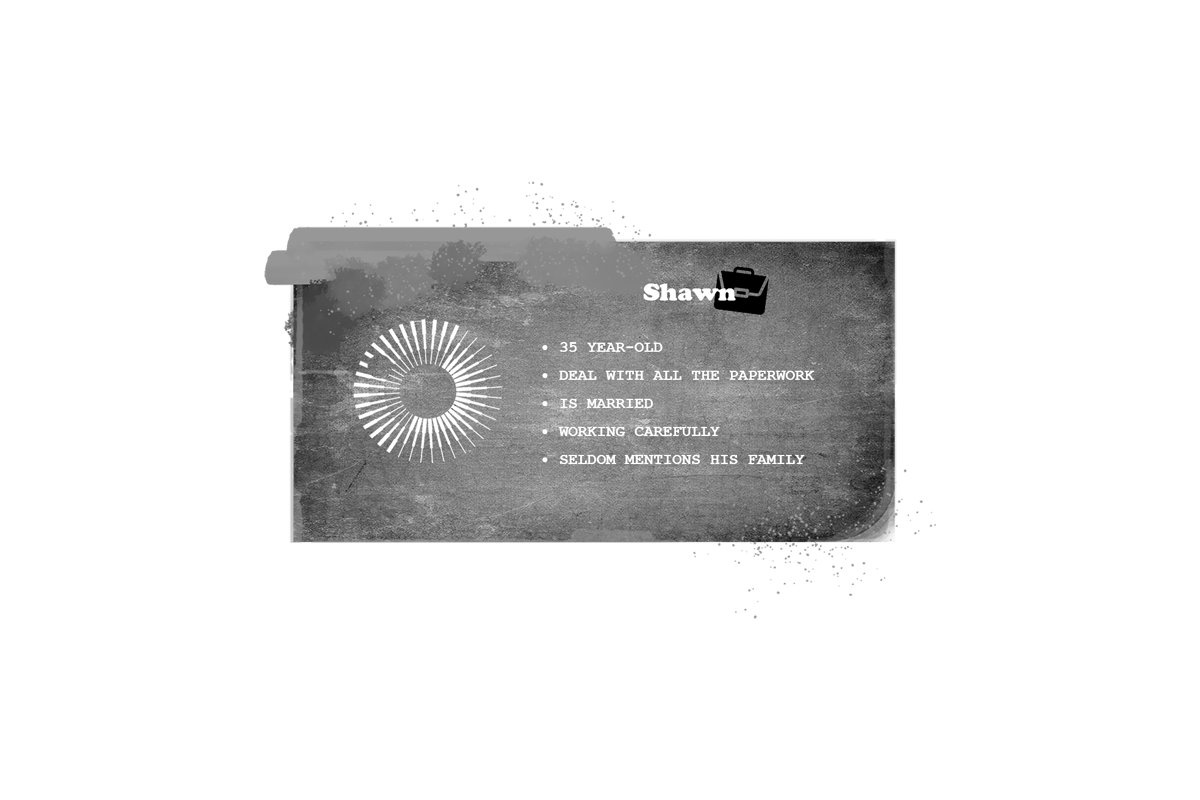 Shawn
• 35 YEAR-OLD
• DEAL WITH ALL THE PAPERWORK
• IS MARRIED
• WORKING CAREFULLY
• SELDOM MENTIONS HIS FAMILY